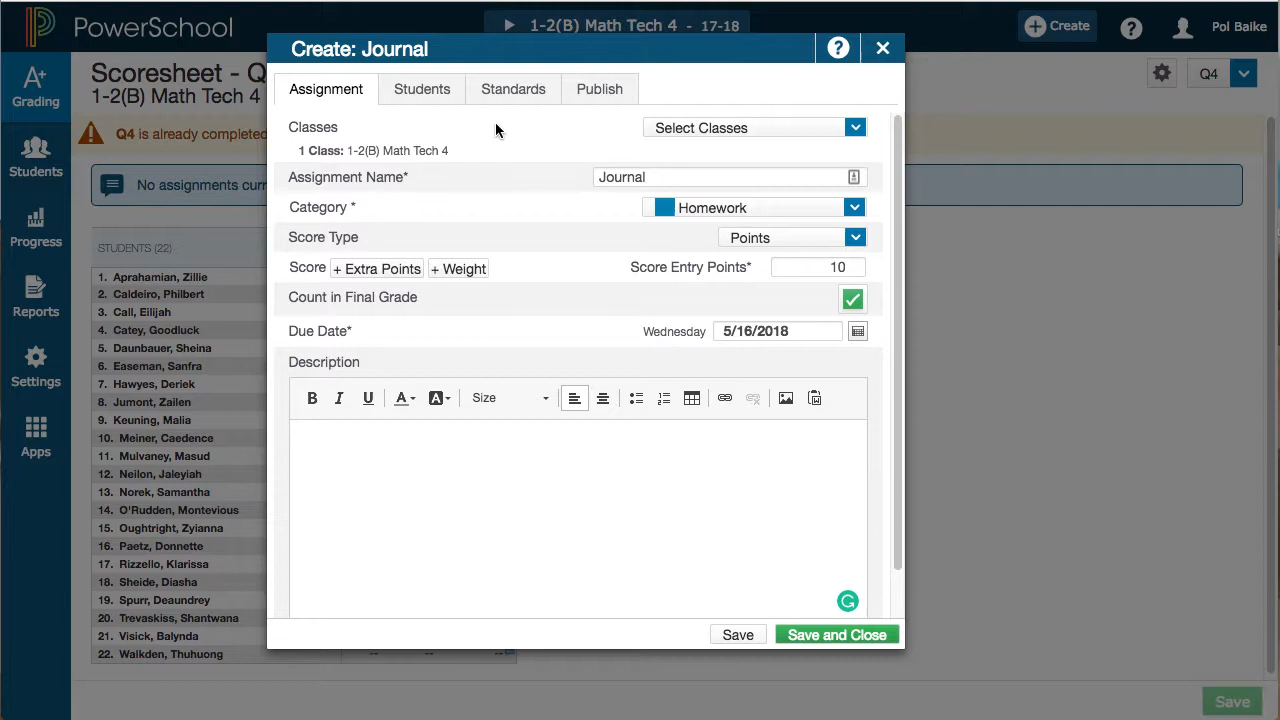 PowerSchool
1-2(B) Math Tech 4 - 17-18
Create
Pol Baike
A+
Grading
Students
Progress
Reports
Settings
Apps
Scoresheet - Q
1-2(B) Math Tech 4
Q4
Q4 is already completed
No assignments curr
STUDENTS (22)
1. Aprahamian, Zillie
2. Caldeiro, Philbert
3. Call, Eilijah
4. Catey, Goodluck
5. Daunbauer, Sheina
6. Easeman, Sanfra
7. Hawyes, Deriek
8. Jumont, Zailen
9. Keuning, Malia
10. Meiner, Caedence
11. Mulvaney, Masud
12. Neilon, Jaleyiah
13. Norek, Samantha
14. O'Rudden, Montevious
15. Oughtright, Zyianna
16. Paetz, Donnette
17. Rizzello, Klarissa
18. Sheide, Diasha
19. Spurr, Deaundrey
20. Trevaskiss, Shantwana
21. Visick, Balynda
22. Walkden, Thuhuong
-- -- --
Create: Journal
Assignment Students Standards Publish
Classes Select Classes
1 Class: 1-2(B) Math Tech 4
Assignment Name* Journal
Category * Homework
Score Type Points
Score + Extra Points + Weight Score Entry Points* 10
Count in Final Grade
Due Date* Wednesday 5/16/2018
Description
B I U A A Size
Save Save and Close
Save